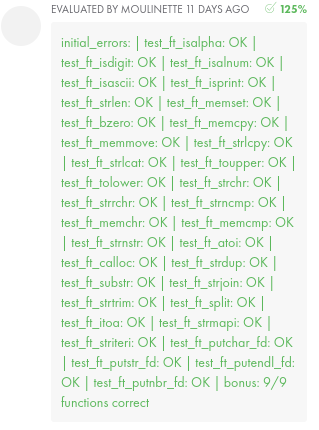 EVALUATED BY MOULINETTE 11 DAYS AGO 125%
initial_errors: | test_ft_isalpha: OK |
test_ft_isdigit: OK | test_ft_isalnum: OK |
test_ft_isascii: OK | test_ft_isprint: OK |
test_ft_strlen: OK | test_ft_memset: OK |
test_ft_bzero: OK | test_ft_memcpy: OK |
test_ft_memmove: OK | test_ft_strlcpy: OK
| test_ft_strlcat: OK | test_ft_toupper: OK |
test_ft_tolower: OK | test_ft_strchr: OK |
test_ft_strrchr: OK | test_ft_strncmp: OK |
test_ft_memchr: OK | test_ft_memcmp: OK
| test_ft_strnstr: OK | test_ft_atoi: OK |
test_ft_calloc: OK | test_ft_strdup: OK |
test_ft_substr: OK | test_ft_strjoin: OK |
test_ft_strtrim: OK | test_ft_split: OK |
test_ft_itoa: OK | test_ft_strmapi: OK |
test_ft_striteri: OK | test_ft_putchar_fd: OK
| test_ft_putstr_fd: OK | test_ft_putendl_fd:
OK | test_ft_putnbr_fd: OK | bonus: 9/9
functions correct